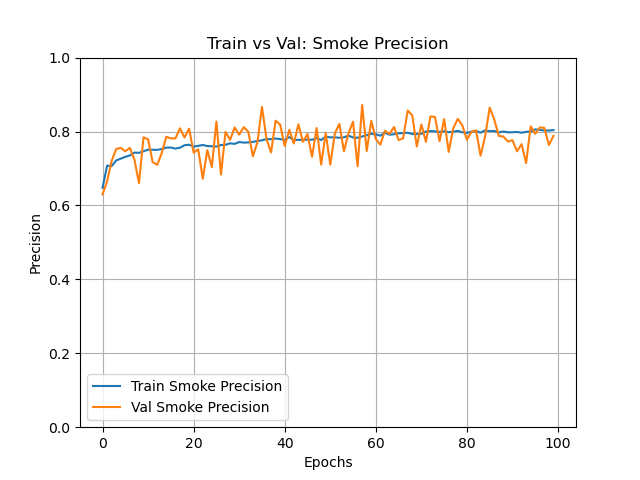 Train vs Val: Smoke Precision
1.0
0.8
0.6
0.4
0.2
0.0
Precision
Train Smoke Precision
Val Smoke Precision
0 20 40 60 80 100
Epochs